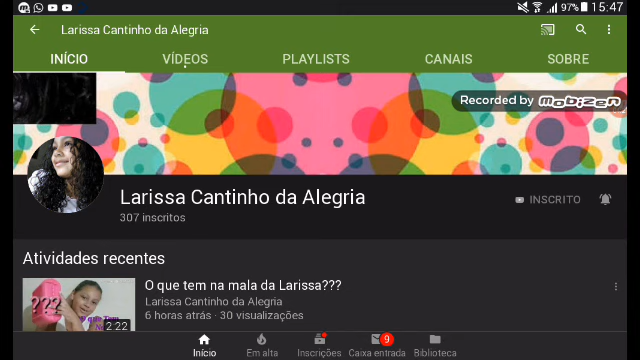 97% 15:47
Larissa Cantinho da Alegria
INÍCIO VÍDEOS PLAYLISTS CANAIS SOBRE
Recorded by MOBIZEN
Larissa Cantinho da Alegria
307 inscritos
INSCRITO
Atividades recentes
O que tem na mala da Larissa???
Larissa Cantinho da Alegria
6 horas atrás · 30 visualizações
???
O que Tem
2:22
9
Início Em alta Inscrições Caixa entrada Biblioteca